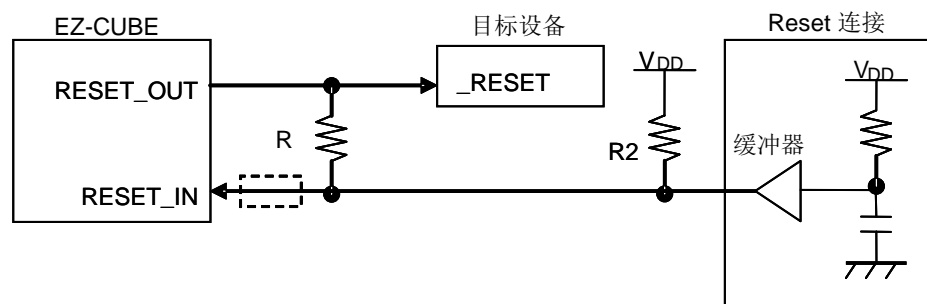 EZ-CUBE
目标设备
Reset 连接
RESET_OUT
_RESET
VDD
VDD
R
R2
缓冲器
RESET_IN